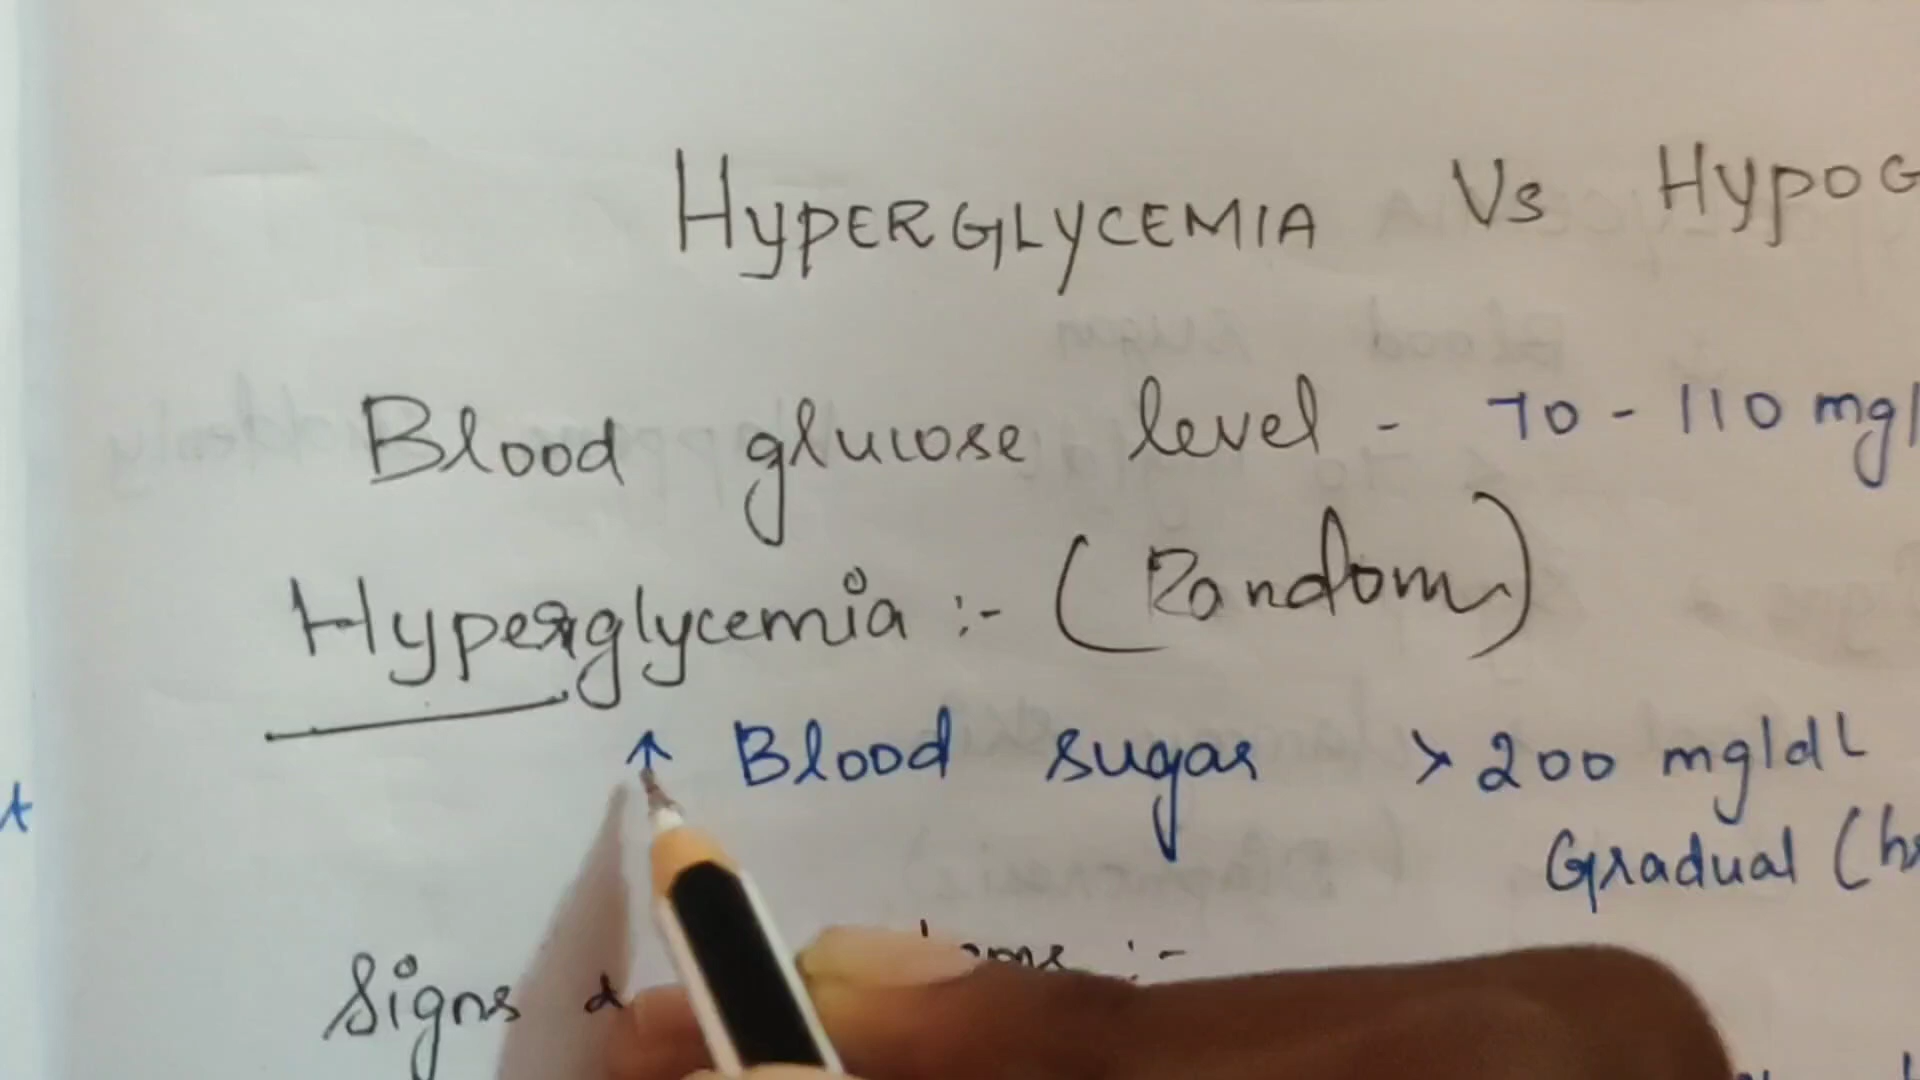 HYPERGLYCEMIA Vs HYPOG
Blood glucose level - 70 - 110 mg/
Hyperglycemia :- (Random)
↑ Blood sugar > 200 mg/dL
Gradual (h
Signs &